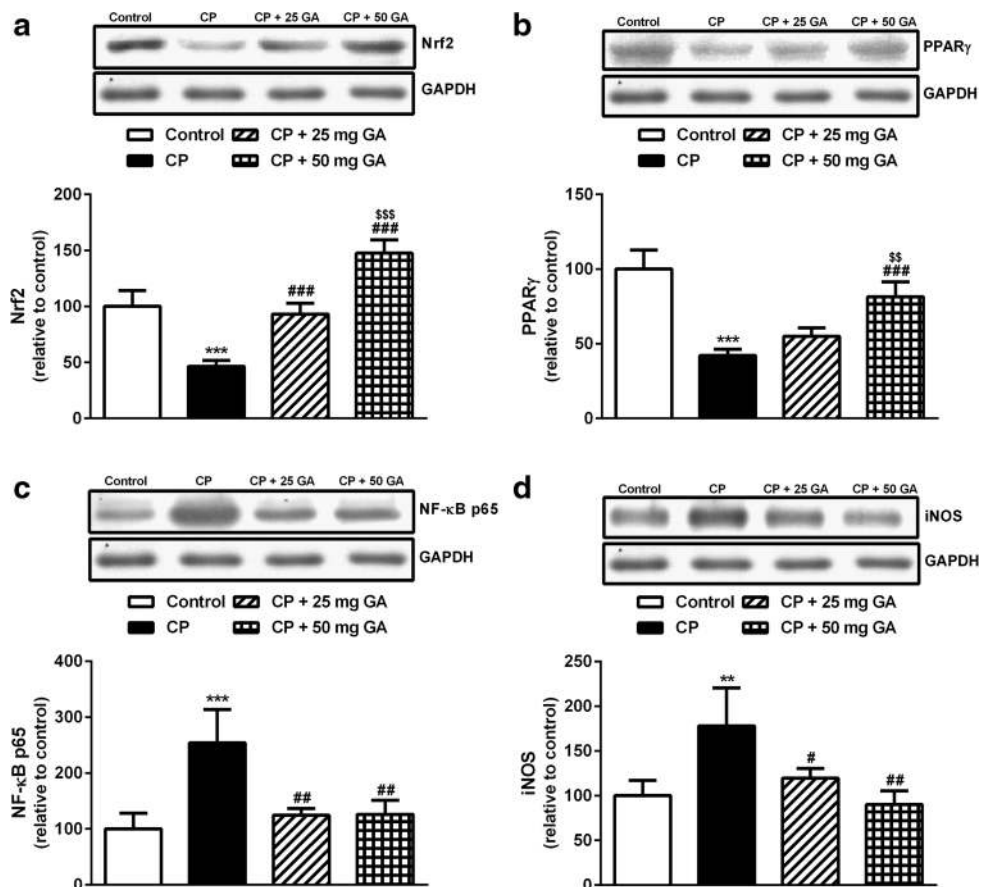 a
Control CP CP + 25 GA CP + 50 GA
Nrf2
GAPDH
Control CP + 25 mg GA
CP CP + 50 mg GA
Nrf2
(relative to control)
200
150
100
50
0
***
###
$$$
###
b
Control CP CP + 25 GA CP + 50 GA
PPARγ
GAPDH
Control CP + 25 mg GA
CP CP + 50 mg GA
PPARγ
(relative to control)
150
100
50
0
***
$$
###
c
Control CP CP + 25 GA CP + 50 GA
NF-κB p65
GAPDH
Control CP + 25 mg GA
CP CP + 50 mg GA
NF-κB p65
(relative to control)
400
300
200
100
0
***
##
##
d
Control CP CP + 25 GA CP + 50 GA
iNOS
GAPDH
Control CP + 25 mg GA
CP CP + 50 mg GA
iNOS
(relative to control)
250
200
150
100
50
0
**
#
##